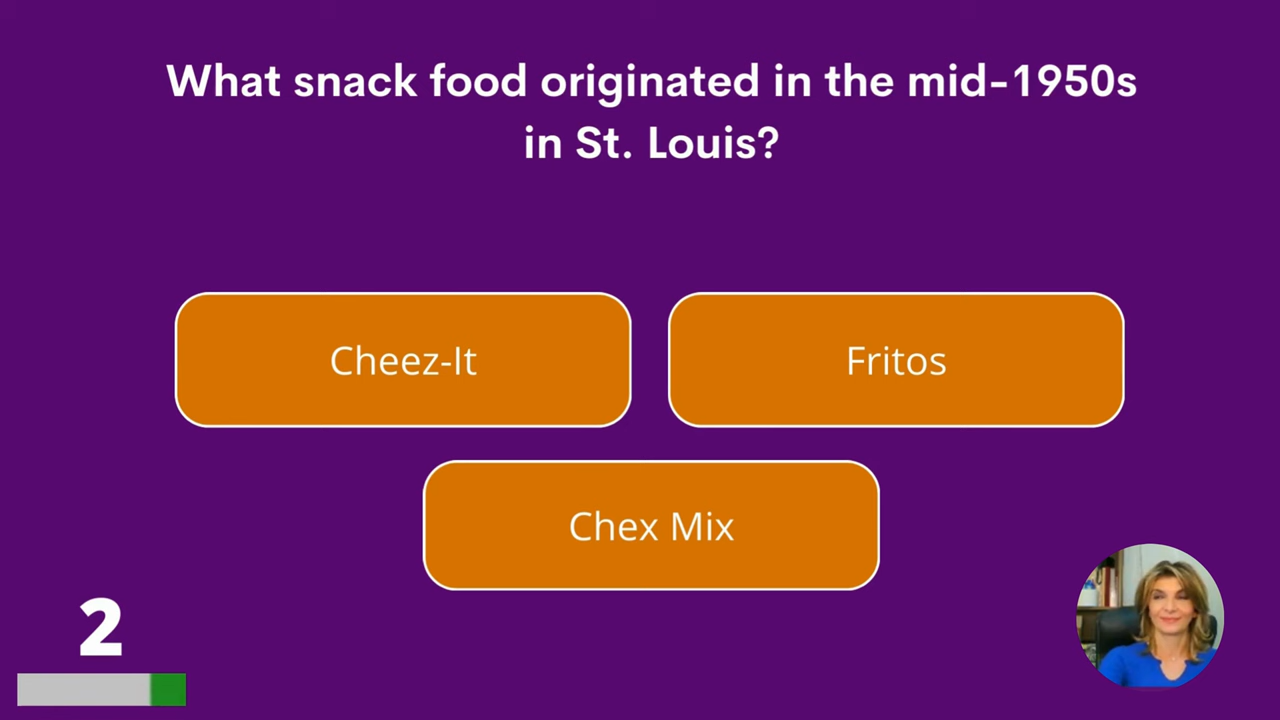 What snack food originated in the mid-1950s
in St. Louis?
Cheez-It
Fritos
Chex Mix
2